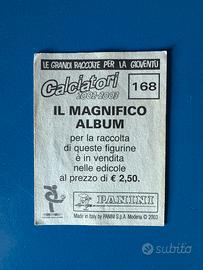 LE GRANDI RACCOLTE PER LA GIOVENTÙ
Calciatori
2002-2003
168
IL MAGNIFICO
ALBUM
per la raccolta
di queste figurine
è in vendita
nelle edicole
al prezzo di € 2,50.
PANINI
Made in Italy by PANINI S.p.A. Modena © 2003
subito